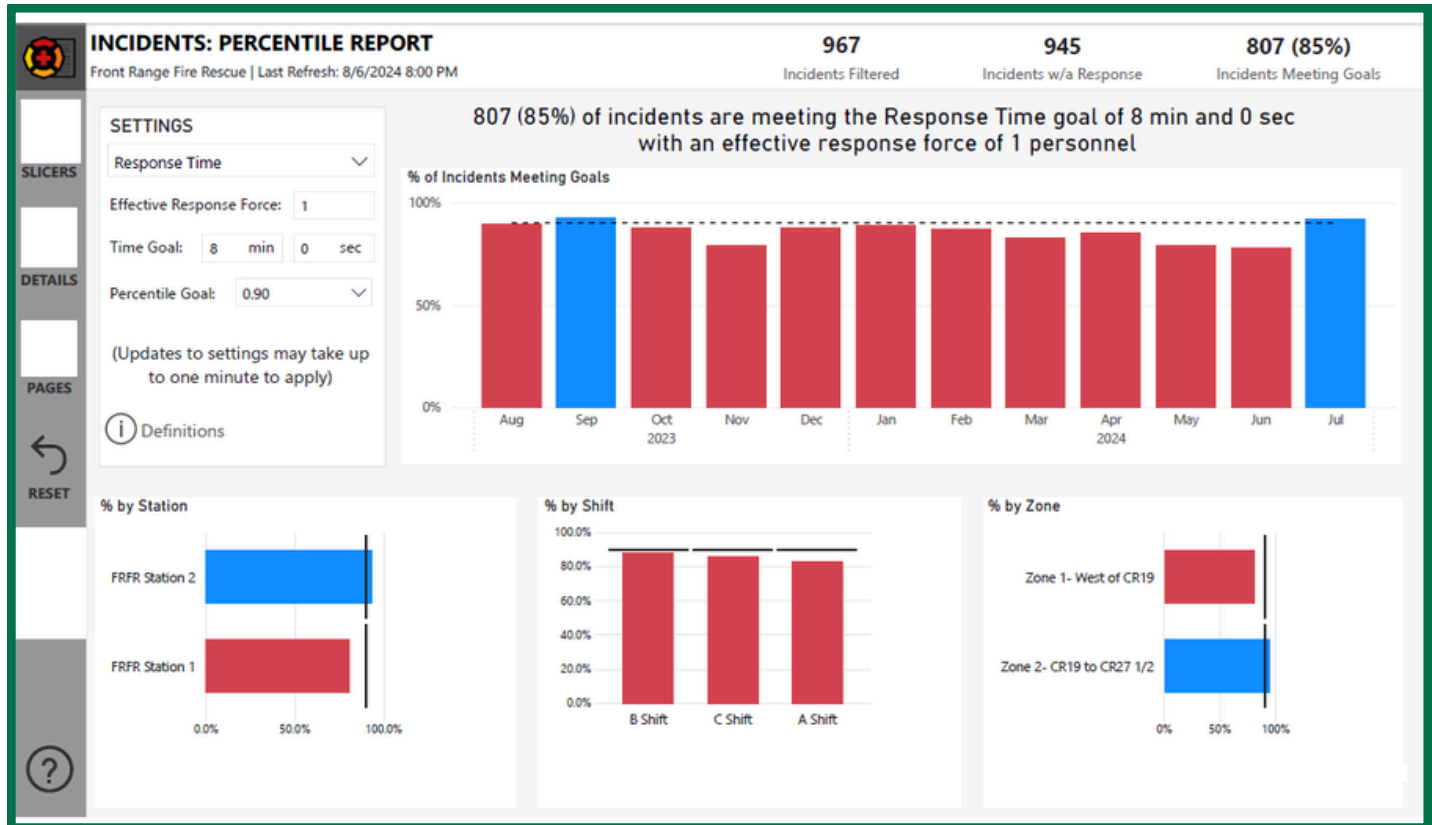 INCIDENTS: PERCENTILE REPORT
Front Range Fire Rescue | Last Refresh: 8/6/2024 8:00 PM
967
Incidents Filtered
945
Incidents w/a Response
807 (85%)
Incidents Meeting Goals
SLICERS
DETAILS
PAGES
RESET
?
SETTINGS
Response Time
Effective Response Force: 1
Time Goal: 8 min 0 sec
Percentile Goal: 0.90
(Updates to settings may take up
to one minute to apply)
i Definitions
807 (85%) of incidents are meeting the Response Time goal of 8 min and 0 sec
with an effective response force of 1 personnel
% of Incidents Meeting Goals
100%
50%
0%
Aug Sep Oct Nov Dec Jan Feb Mar Apr May Jun Jul
2023 2024
% by Station
FRFR Station 2
FRFR Station 1
0.0% 50.0% 100.0%
% by Shift
100.0%
80.0%
60.0%
40.0%
20.0%
0.0%
B Shift C Shift A Shift
% by Zone
Zone 1- West of CR19
Zone 2- CR19 to CR27 1/2
0% 50% 100%